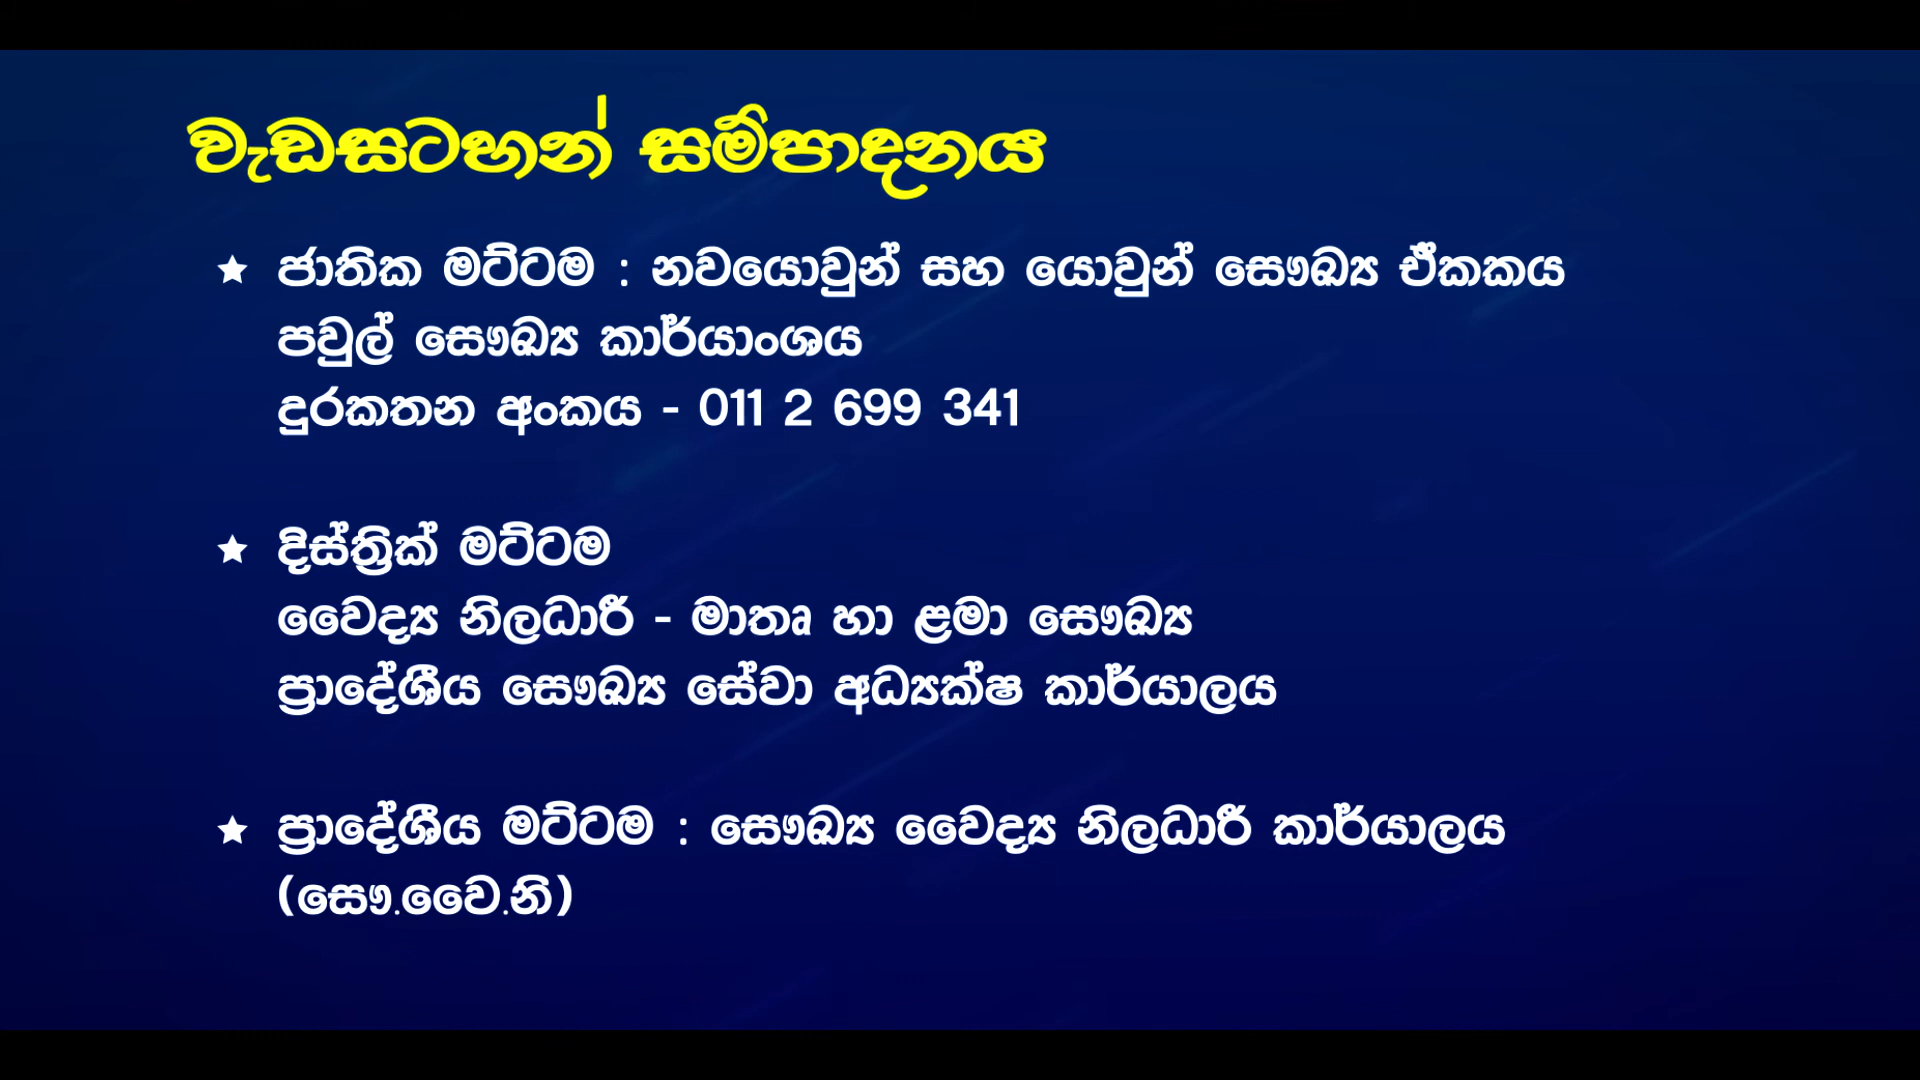 වැඩසටහන් සම්පාදනය
★ ජාතික මට්ටම : නවයොවුන් සහ යොවුන් සෞඛ්‍ය ඒකකය
පවුල් සෞඛ්‍ය කාර්යාංශය
දුරකතන අංකය - 011 2 699 341
★ දිස්ත්‍රික් මට්ටම
වෛද්‍ය නිලධාරී - මාතෘ හා ළමා සෞඛ්‍ය
ප්‍රාදේශීය සෞඛ්‍ය සේවා අධ්‍යක්ෂ කාර්යාලය
★ ප්‍රාදේශීය මට්ටම : සෞඛ්‍ය වෛද්‍ය නිලධාරී කාර්යාලය
(සෞ.වෛ.නි)